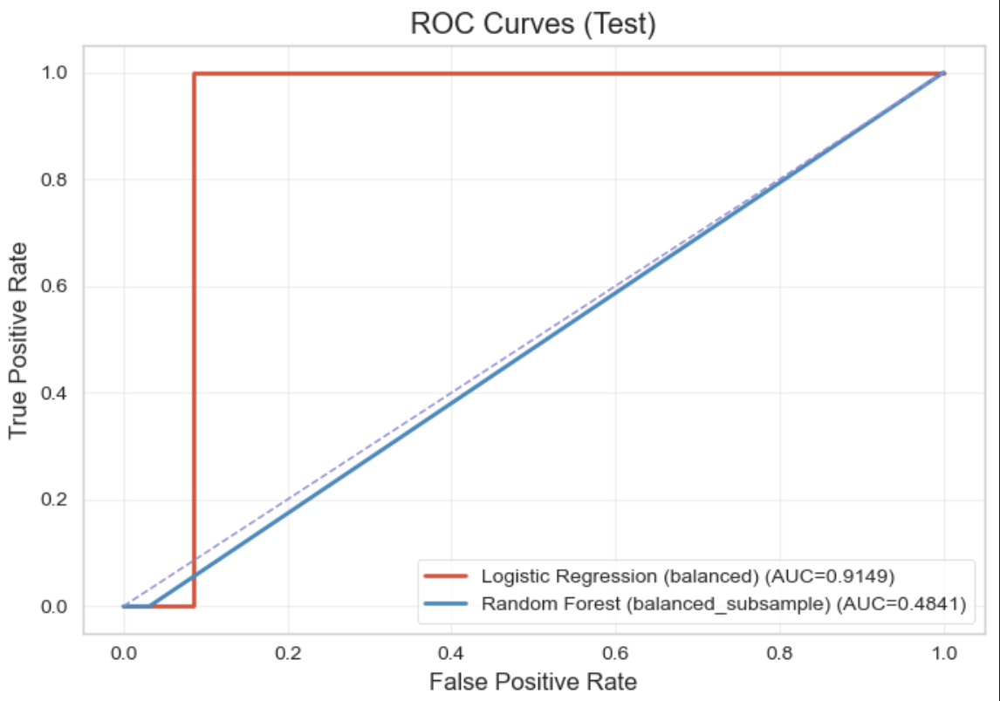 ROC Curves (Test)
True Positive Rate
1.0
0.8
0.6
0.4
0.2
0.0
Logistic Regression (balanced) (AUC=0.9149)
Random Forest (balanced_subsample) (AUC=0.4841)
0.0 0.2 0.4 0.6 0.8 1.0
False Positive Rate